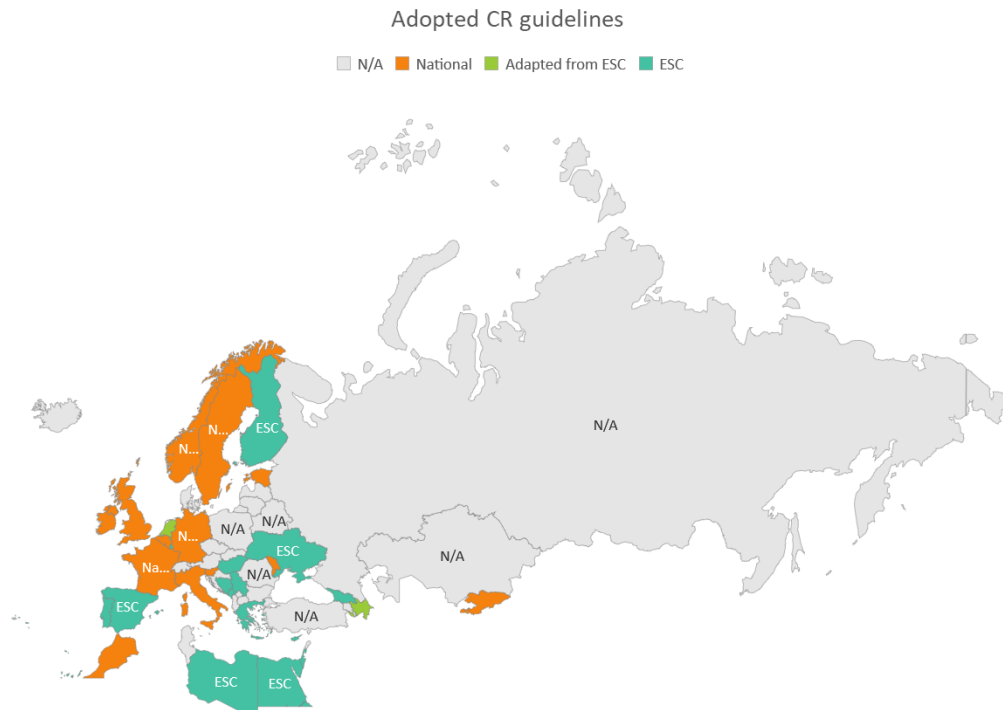 Adopted CR guidelines
N/A National Adapted from ESC ESC
N/A
N...
N...
ESC
N/A
N/A
N...
ESC
N/A
Na...
N/A
ESC
N/A
ESC
ESC